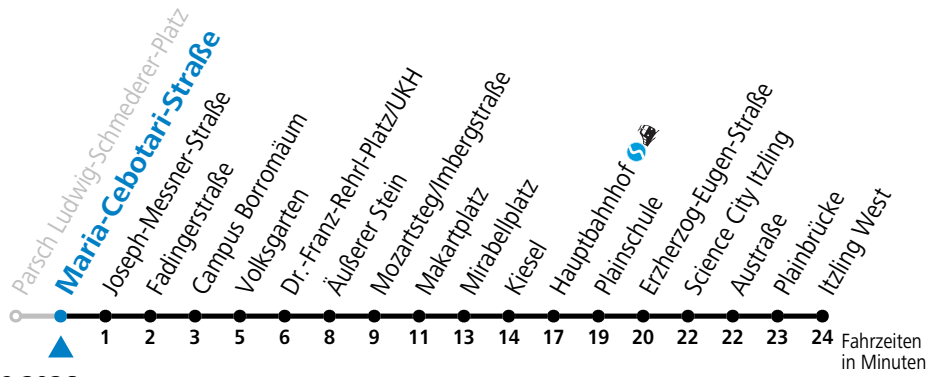 Parsch Ludwig-Schmederer-Platz
Maria-Cebotari-Straße
Joseph-Messner-Straße
Fadingerstraße
Campus Borromäum
Volksgarten
Dr.-Franz-Rehrl-Platz/UKH
Äußerer Stein
Mozartsteg/Imbergstraße
Makartplatz
Mirabellplatz
Kiesel
Hauptbahnhof
Plainschule
Erzherzog-Eugen-Straße
Science City Itzling
Austraße
Plainbrücke
Itzling West
1 2 3 5 6 8 9 11 13 14 17 19 20 22 22 23 24 Fahrzeiten
in Minuten